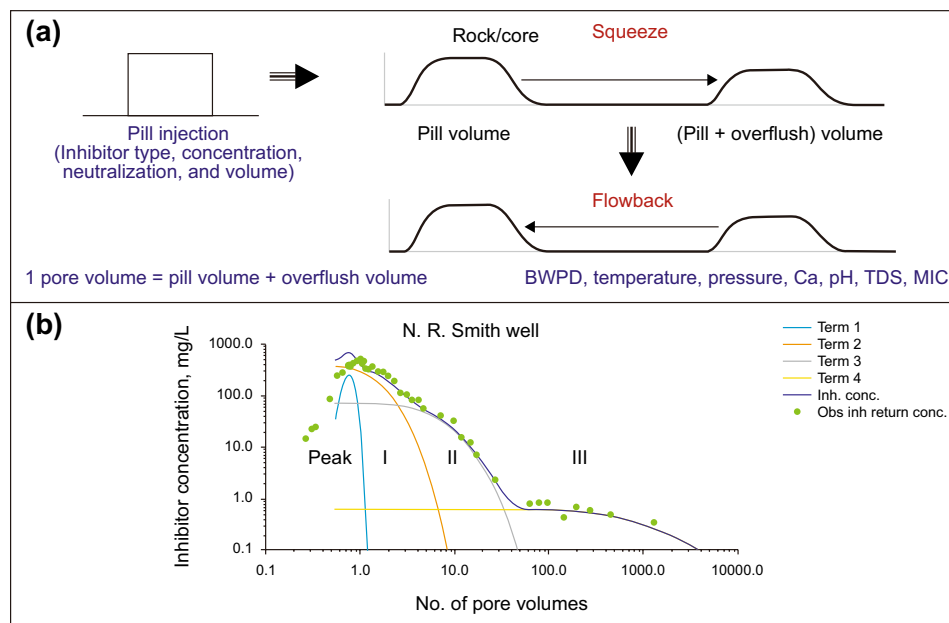 (a)
Rock/core
Squeeze
Pill injection
(Inhibitor type, concentration,
neutralization, and volume)
Pill volume
(Pill + overflush) volume
Flowback
1 pore volume = pill volume + overflush volume
BWPD, temperature, pressure, Ca, pH, TDS, MIC
(b)
N. R. Smith well
Inhibitor concentration, mg/L
1000.0
100.0
10.0
1.0
0.1
Peak
I
II
III
Term 1
Term 2
Term 3
Term 4
Inh. conc.
Obs inh return conc.
0.1
1.0
10.0
100.0
1000.0
10000.0
No. of pore volumes